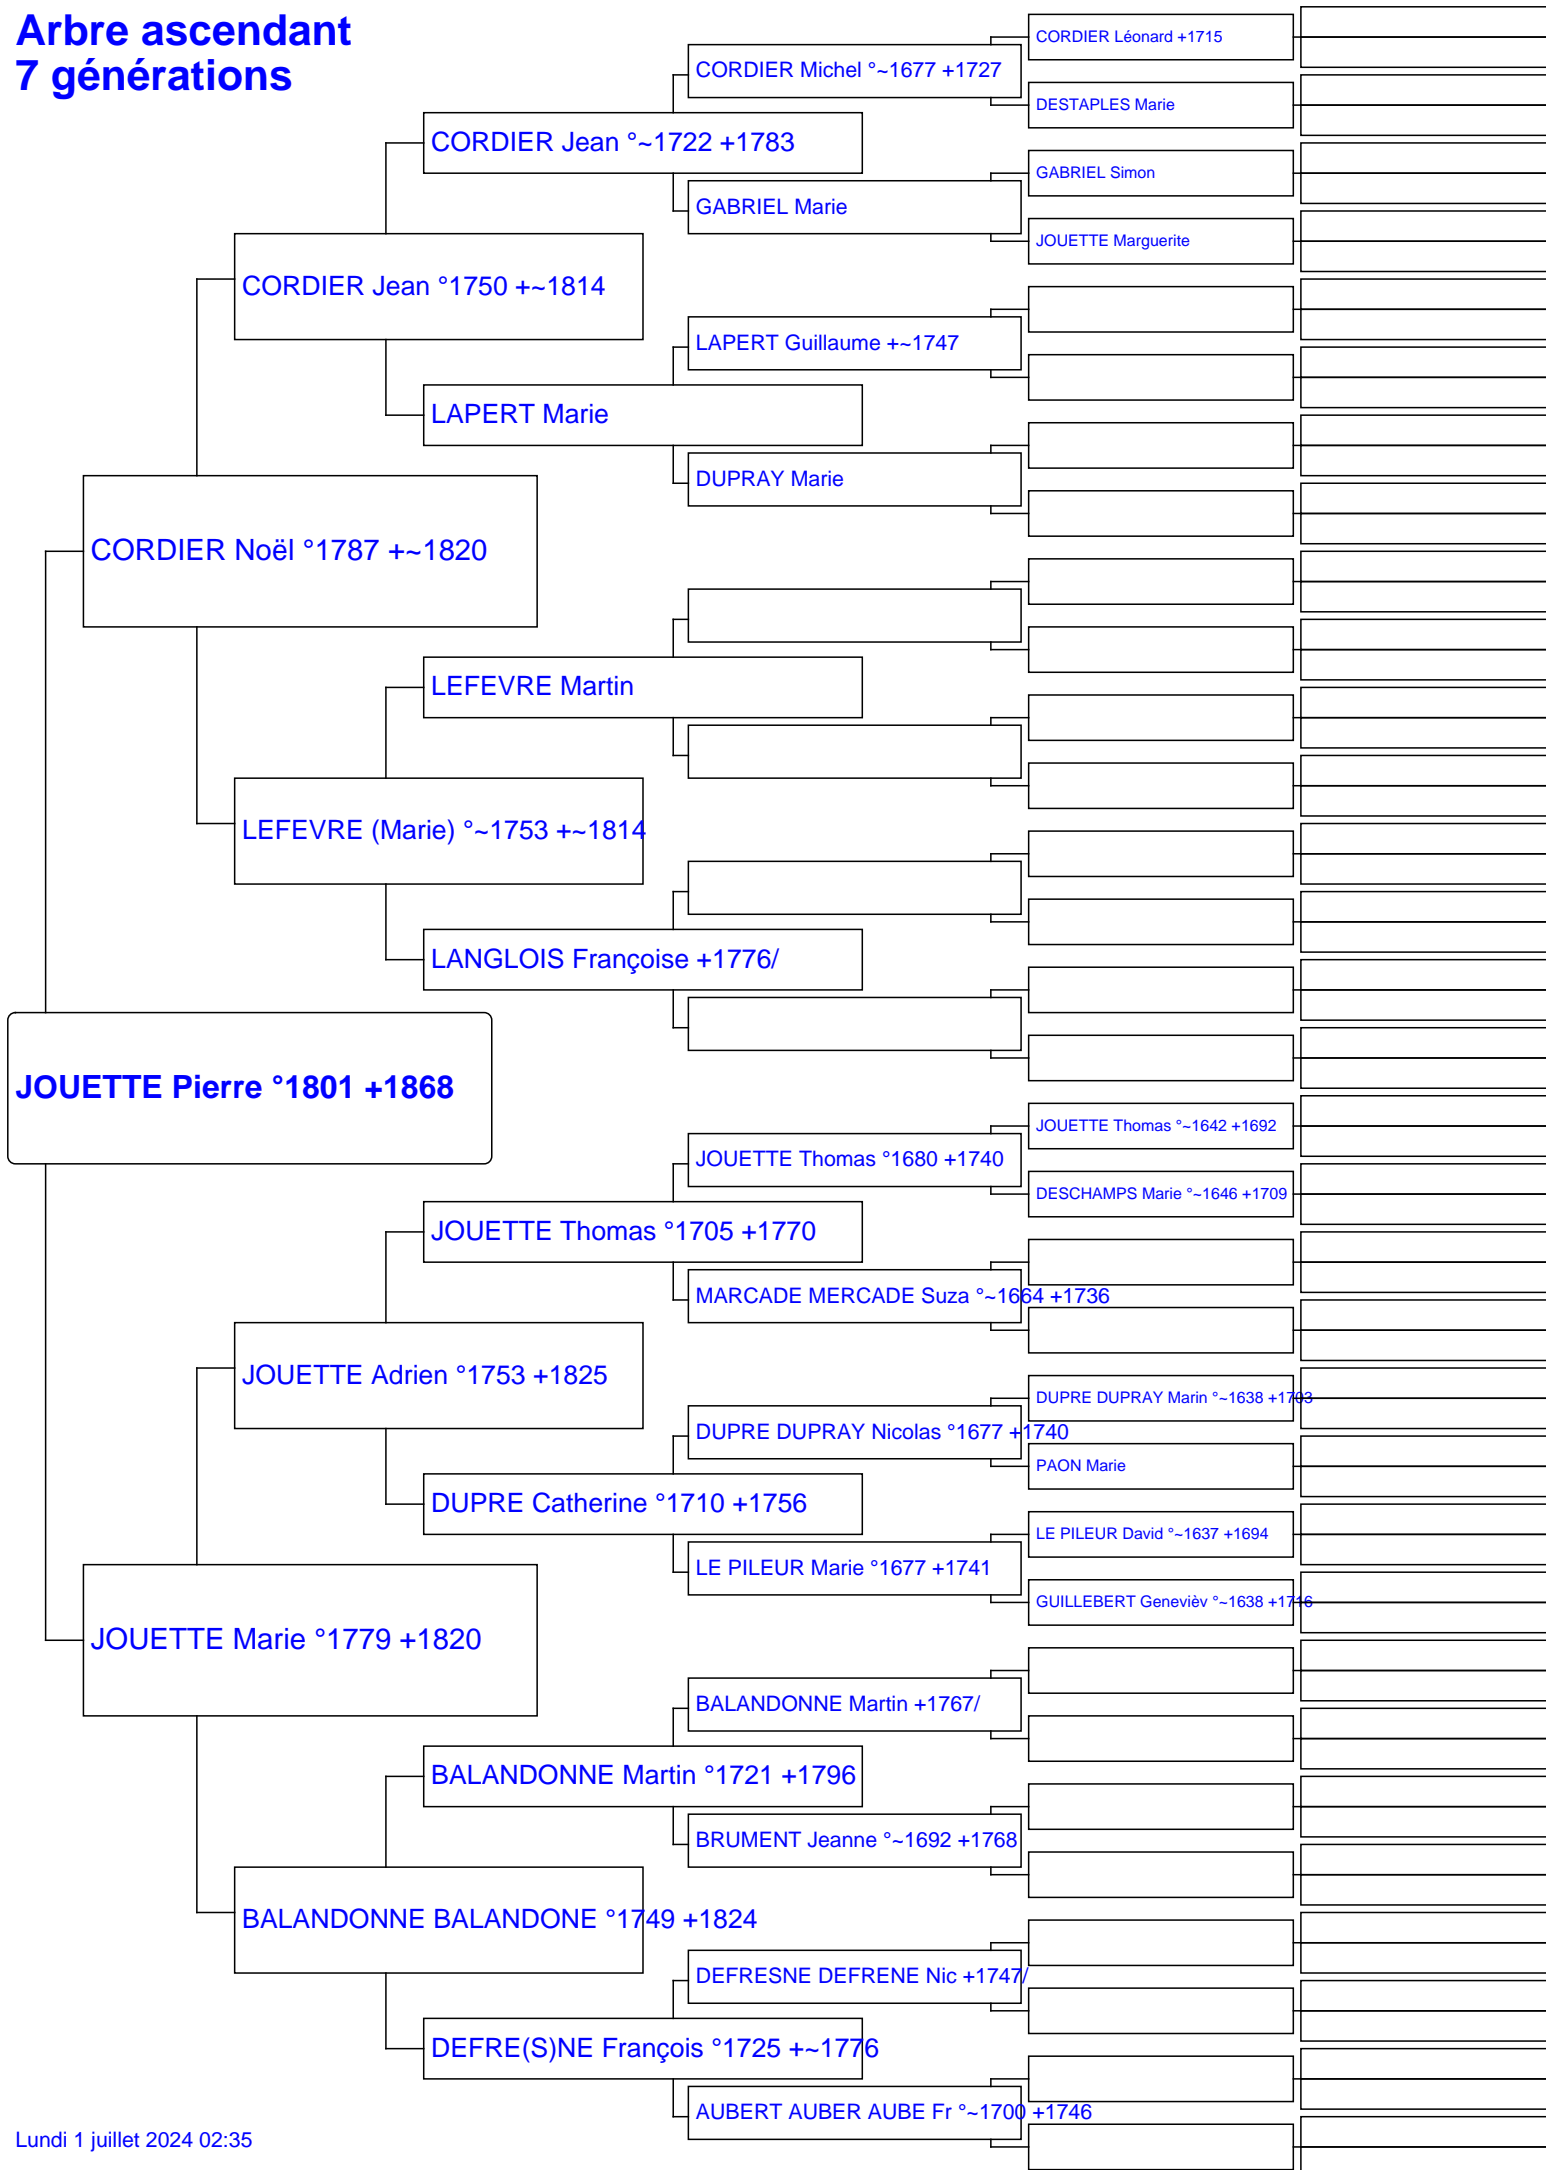 Arbre ascendant
7 générations
CORDIER Léonard +1715
CORDIER Michel °~1677 +1727
DESTAPLES Marie
CORDIER Jean °~1722 +1783
GABRIEL Simon
GABRIEL Marie
JOUETTE Marguerite
CORDIER Jean °1750 +~1814
LAPERT Guillaume +~1747
LAPERT Marie
DUPRAY Marie
CORDIER Noël °1787 +~1820
LEFEVRE Martin
LEFEVRE (Marie) °~1753 +~1814
LANGLOIS Françoise +1776/
JOUETTE Pierre °1801 +1868
JOUETTE Thomas °~1642 +1692
JOUETTE Thomas °1680 +1740
DESCHAMPS Marie °~1646 +1709
JOUETTE Thomas °1705 +1770
MARCADE MERCADE Suza °~1664 +1736
JOUETTE Adrien °1753 +1825
DUPRE DUPRAY Marin °~1638 +1703
DUPRE DUPRAY Nicolas °1677 +1740
PAON Marie
DUPRE Catherine °1710 +1756
LE PILEUR David °~1637 +1694
LE PILEUR Marie °1677 +1741
GUILLEBERT Genevièv °~1638 +1716
JOUETTE Marie °1779 +1820
BALANDONNE Martin +1767/
BALANDONNE Martin °1721 +1796
BRUMENT Jeanne °~1692 +1768
BALANDONNE BALANDONE °1749 +1824
DEFRESNE DEFRENE Nic +1747/
DEFRE(S)NE François °1725 +~1776
AUBERT AUBER AUBE Fr °~1700 +1746
Lundi 1 juillet 2024 02:35